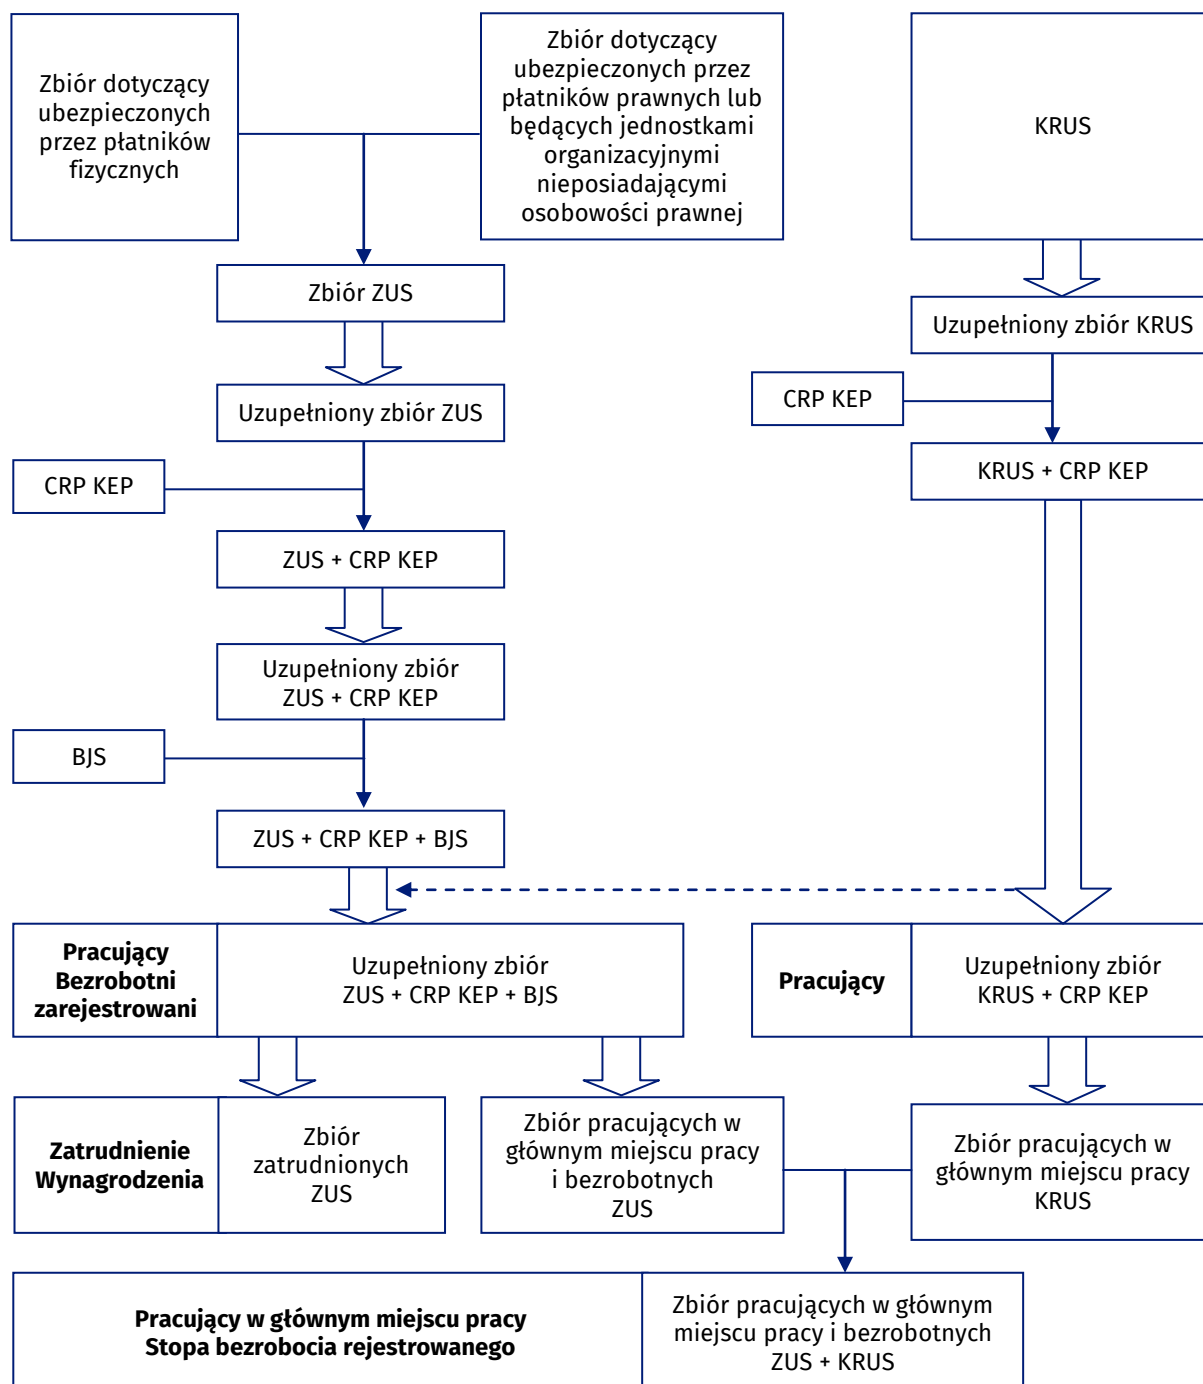 Zbiór dotyczący
ubezpieczonych
przez płatników
fizycznych
Zbiór dotyczący
ubezpieczonych przez
płatników prawnych lub
będących jednostkami
organizacyjnymi
nieposiadającymi
osobowości prawnej
KRUS
Zbiór ZUS
Uzupełniony zbiór KRUS
Uzupełniony zbiór ZUS
CRP KEP
CRP KEP
KRUS + CRP KEP
ZUS + CRP KEP
Uzupełniony zbiór
ZUS + CRP KEP
BJS
ZUS + CRP KEP + BJS
Pracujący
Bezrobotni
zarejestrowani
Uzupełniony zbiór
ZUS + CRP KEP + BJS
Pracujący
Uzupełniony zbiór
KRUS + CRP KEP
Zatrudnienie
Wynagrodzenia
Zbiór
zatrudnionych
ZUS
Zbiór pracujących w
głównym miejscu pracy
i bezrobotnych
ZUS
Zbiór pracujących w
głównym miejscu pracy
KRUS
Pracujący w głównym miejscu pracy
Stopa bezrobocia rejestrowanego
Zbiór pracujących w głównym
miejscu pracy i bezrobotnych
ZUS + KRUS